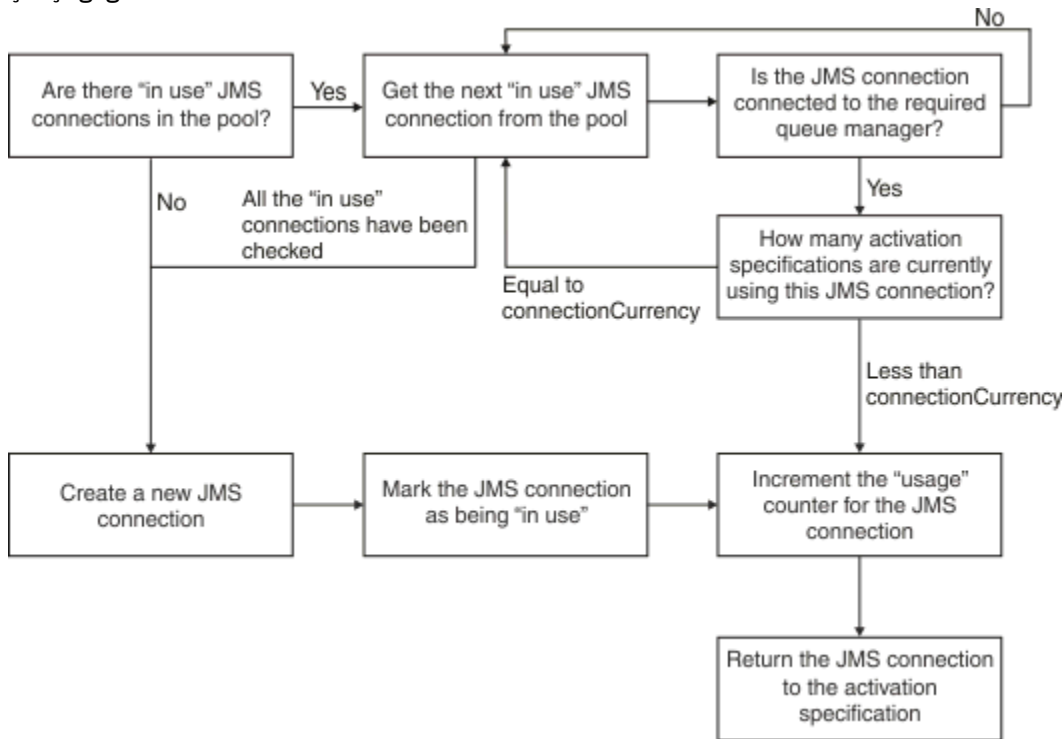 No
Are there "in use" JMS
connections in the pool?
Yes
Get the next "in use" JMS
connection from the pool
Is the JMS connection
connected to the required
queue manager?
No
All the "in use"
connections have been
checked
Yes
How many activation
specifications are currently
using this JMS connection?
Equal to
connectionCurrency
Less than
connectionCurrency
Create a new JMS
connection
Mark the JMS connection
as being "in use"
Increment the "usage"
counter for the JMS
connection
Return the JMS connection
to the activation
specification